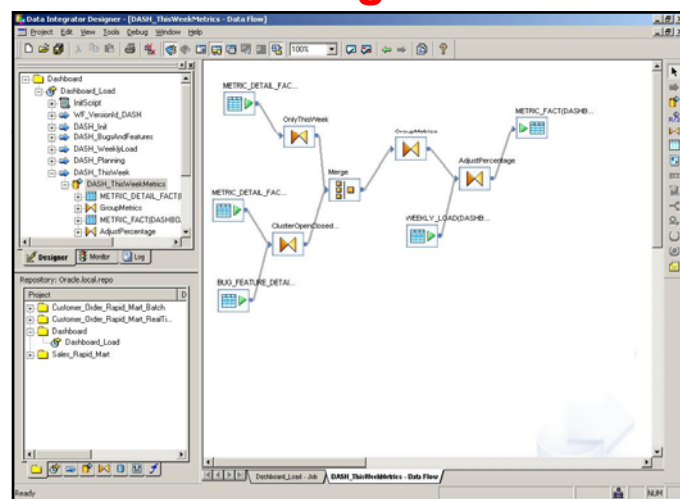 Data Integrator Designer - [DASH_ThisWeekMetrics - Data Flow]
Project Edit View Tools Debug Window Help
100%
Dashboard
Dashboard_Load
InitScript
WF_VersionId_DASH
DASH_Init
DASH_BugsAndFeatures
DASH_WeeklyLoad
DASH_Planning
DASH_ThisWeek
DASH_ThisWeekMetrics
METRIC_DETAIL_FACT(
GroupMetrics
METRIC_FACT(DASHBO.
AdjustPercentage
Designer Monitor Log
Repository: Oracle.local.repo
Project D
Customer_Order_Rapid_Mart_Batch
Customer_Order_Rapid_Mart_RealTi...
Dashboard
Dashboard_Load
Sales_Rapid_Mart
METRIC_DETAIL_FAC...
OnlyThisWeek
METRIC_FACT(DASHB...
GroupMetrics
AdjustPercentage
Merge
METRIC_DETAIL_FAC...
WEEKLY_LOAD(DASHB...
ClusterOpenClosed...
BUG_FEATURE_DETAI...
Dashboard_Load - Job DASH_ThisWeekMetrics - Data Flow
Ready NUM